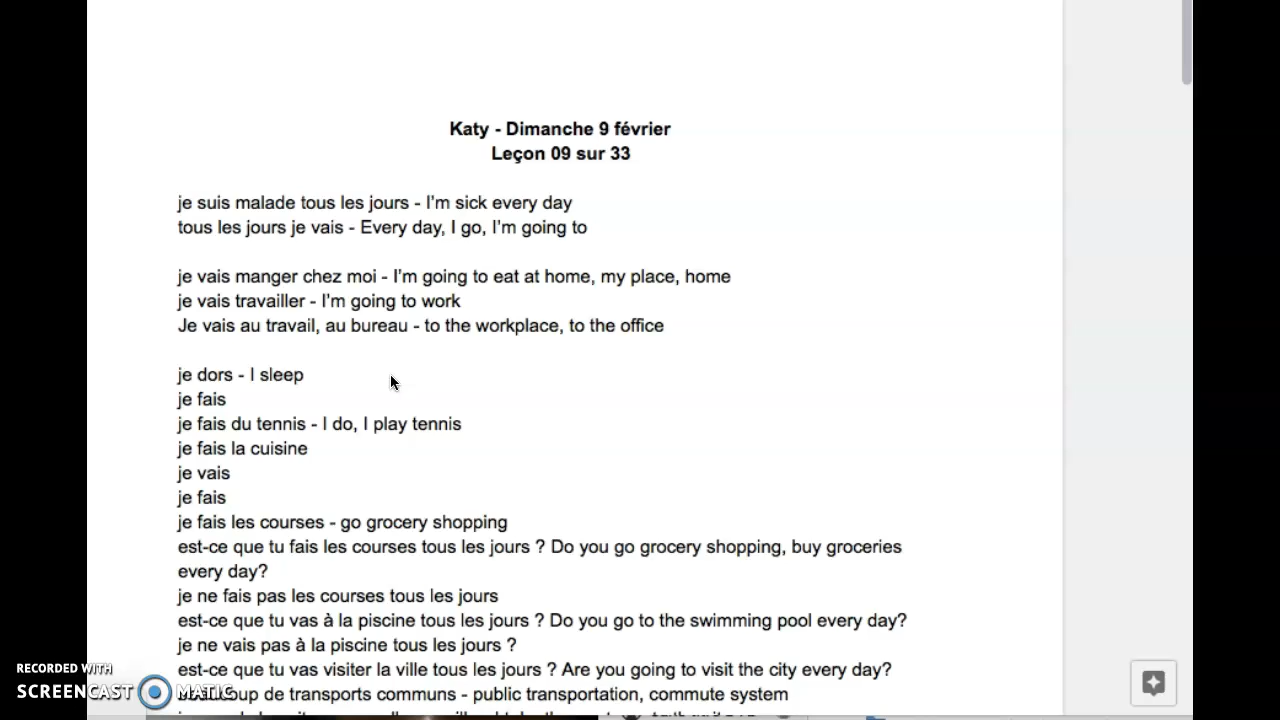 Katy - Dimanche 9 février
Leçon 09 sur 33
je suis malade tous les jours - I'm sick every day
tous les jours je vais - Every day, I go, I'm going to
je vais manger chez moi - I'm going to eat at home, my place, home
je vais travailler - I'm going to work
Je vais au travail, au bureau - to the workplace, to the office
je dors - I sleep
je fais
je fais du tennis - I do, I play tennis
je fais la cuisine
je vais
je fais
je fais les courses - go grocery shopping
est-ce que tu fais les courses tous les jours ? Do you go grocery shopping, buy groceries
every day?
je ne fais pas les courses tous les jours
est-ce que tu vas à la piscine tous les jours ? Do you go to the swimming pool every day?
je ne vais pas à la piscine tous les jours ?
est-ce que tu vas visiter la ville tous les jours ? Are you going to visit the city every day?
de transports communs - public transportation, commute system
RECORDED WITH
SCREENCAST MATIC